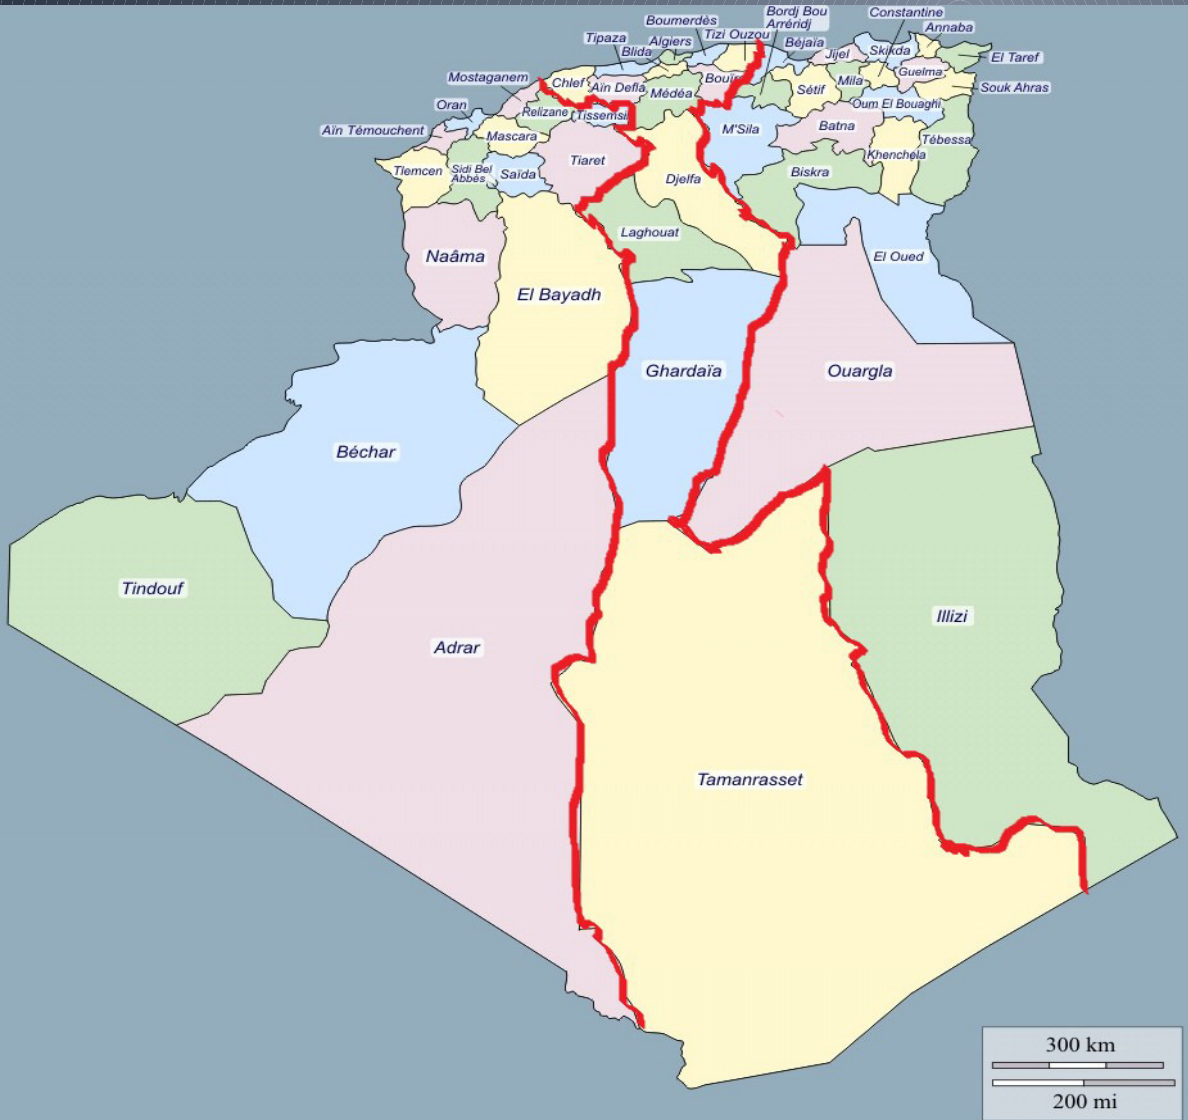 Bordj Bou
Arréridj
Constantine
Boumerdès
Annaba
Tizi Ouzou
Tipaza
Algiers
Béjaïa
Blida
Jijel
Skikda
El Taref
Mostaganem
Chlef
Aïn Defla
Médéa
Sétif
Mila
Guelma
Souk Ahras
Oran
Relizane
Oum El Bouaghi
Aïn Témouchent
Mascara
M'Sila
Batna
Tébessa
Tiaret
Khenchela
Tlemcen
Sidi Bel
Abbès
Saïda
Djelfa
Biskra
Laghouat
Naâma
El Oued
El Bayadh
Ghardaïa
Ouargla
Béchar
Tindouf
Illizi
Adrar
Tamanrasset
300 km
200 mi